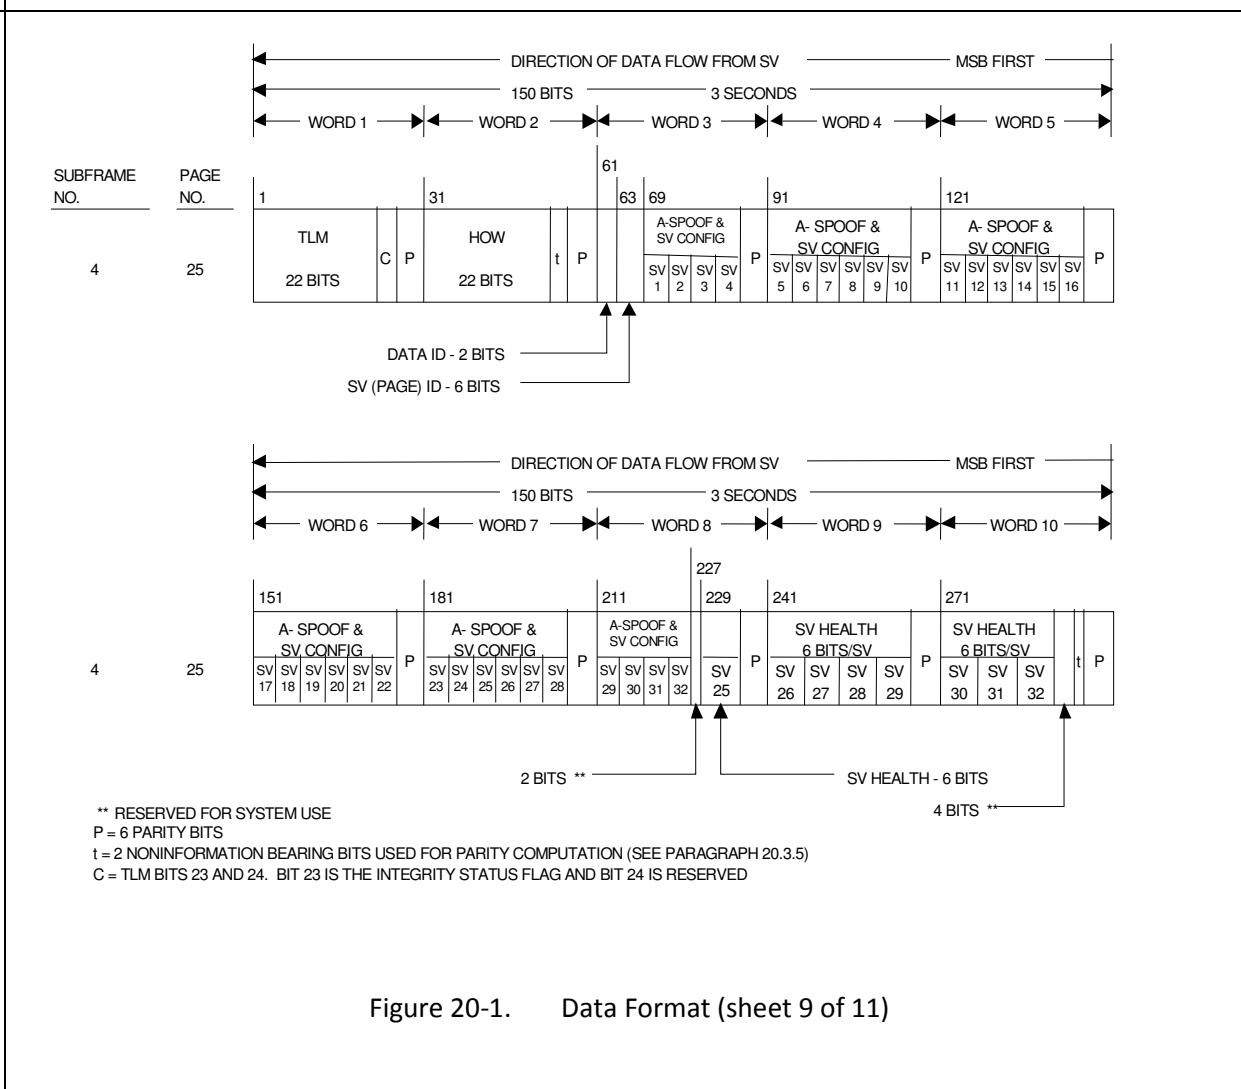 DIRECTION OF DATA FLOW FROM SV MSB FIRST
150 BITS 3 SECONDS
WORD 1 WORD 2 WORD 3 WORD 4 WORD 5
SUBFRAME NO. PAGE NO.
61
1 31 63 69 91 121
4 25
TLM 22 BITS C P
HOW 22 BITS t P
A-SPOOF & SV CONFIG
SV 1 SV 2 SV 3 SV 4 P
A- SPOOF & SV CONFIG
SV 5 SV 6 SV 7 SV 8 SV 9 SV 10 P
A- SPOOF & SV CONFIG
SV 11 SV 12 SV 13 SV 14 SV 15 SV 16 P
DATA ID - 2 BITS
SV (PAGE) ID - 6 BITS
DIRECTION OF DATA FLOW FROM SV MSB FIRST
150 BITS 3 SECONDS
WORD 6 WORD 7 WORD 8 WORD 9 WORD 10
227
151 181 211 229 241 271
4 25
A- SPOOF & SV CONFIG
SV 17 SV 18 SV 19 SV 20 SV 21 SV 22 P
A- SPOOF & SV CONFIG
SV 23 SV 24 SV 25 SV 26 SV 27 SV 28 P
A-SPOOF & SV CONFIG
SV 29 SV 30 SV 31 SV 32
SV 25 P
SV HEALTH 6 BITS/SV
SV 26 SV 27 SV 28 SV 29 P
SV HEALTH 6 BITS/SV
SV 30 SV 31 SV 32 t P
2 BITS ** SV HEALTH - 6 BITS
4 BITS **
** RESERVED FOR SYSTEM USE
P = 6 PARITY BITS
t = 2 NONINFORMATION BEARING BITS USED FOR PARITY COMPUTATION (SEE PARAGRAPH 20.3.5)
C = TLM BITS 23 AND 24. BIT 23 IS THE INTEGRITY STATUS FLAG AND BIT 24 IS RESERVED
Figure 20-1. Data Format (sheet 9 of 11)